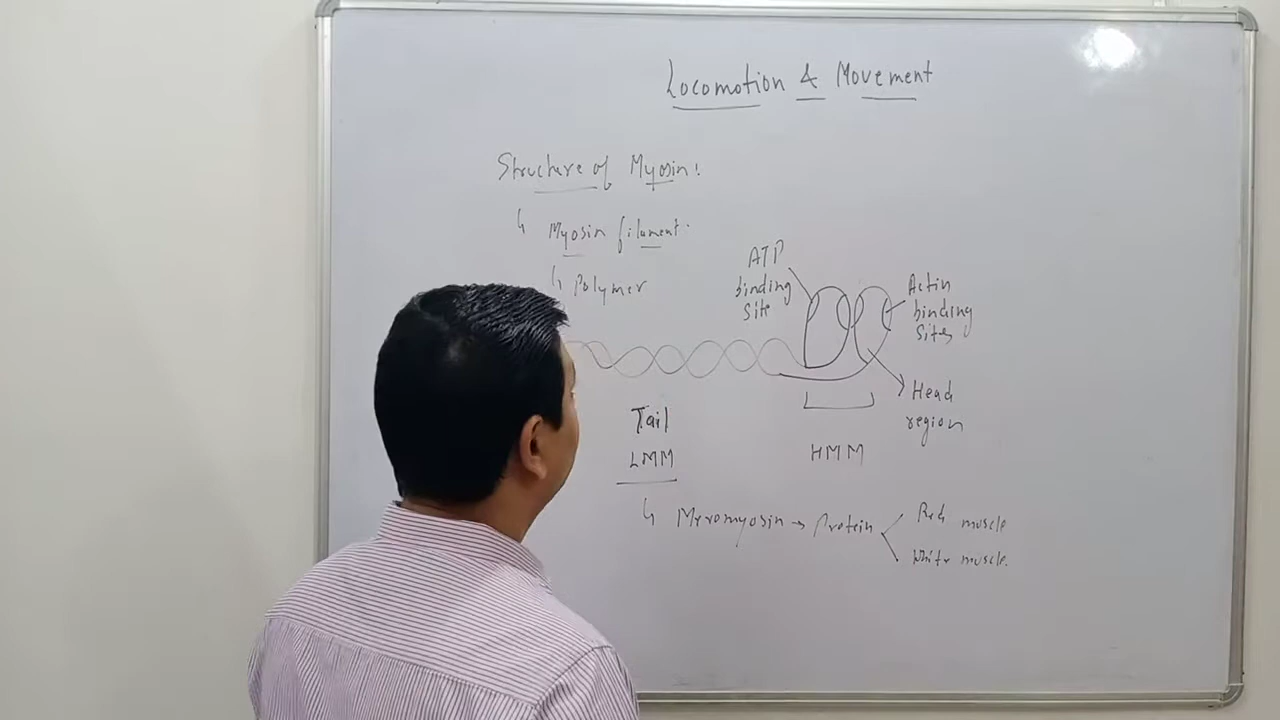 Locomotion & Movement
Structure of Myosin:
Myosin filament.
Polymer
ATP
binding
site
Actin
binding
Sites
Head
region
Tail
LMM
HMM
Meromyosin → Protein
Red muscle
White muscle.